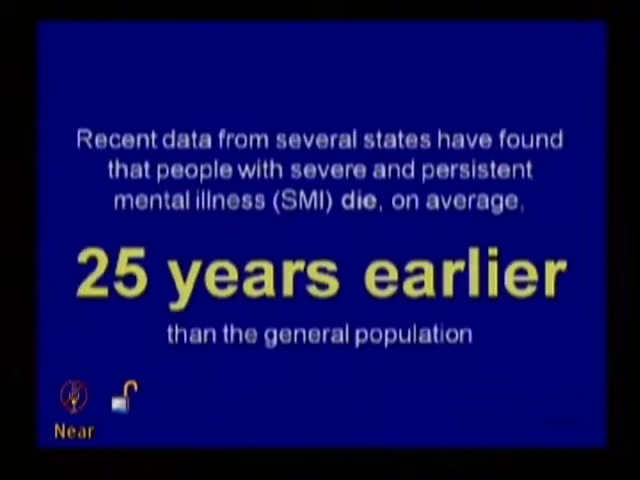 Recent data from several states have found
that people with severe and persistent
mental illness (SMI) die, on average,
25 years earlier
than the general population
Near